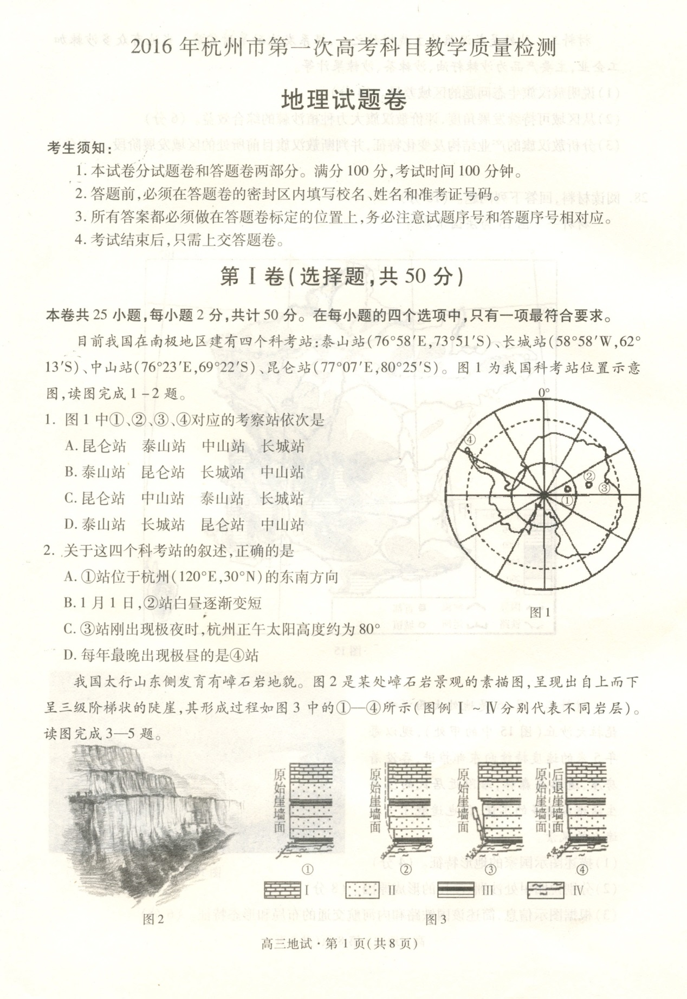 2016 年杭州市第一次高考科目教学质量检测
地理试题卷
考生须知:
1. 本试卷分试题卷和答题卷两部分。满分 100 分,考试时间 100 分钟。
2. 答题前,必须在答题卷的密封区内填写校名、姓名和准考证号码。
3. 所有答案都必须做在答题卷标定的位置上,务必注意试题序号和答题序号相对应。
4. 考试结束后,只需上交答题卷。
第 Ⅰ 卷(选择题,共 50 分)
本卷共 25 小题,每小题 2 分,共计 50 分。在每小题的四个选项中,只有一项最符合要求。
目前我国在南极地区建有四个科考站:泰山站(76°58′E,73°51′S)、长城站(58°58′W,62°
13′S)、中山站(76°23′E,69°22′S)、昆仑站(77°07′E,80°25′S)。图 1 为我国科考站位置示意
图,读图完成 1－2 题。
1. 图 1 中①、②、③、④对应的考察站依次是
A. 昆仑站 泰山站 中山站 长城站
B. 泰山站 昆仑站 长城站 中山站
C. 昆仑站 中山站 泰山站 长城站
D. 泰山站 长城站 昆仑站 中山站
0°
④
②
③
①
图 1
2. 关于这四个科考站的叙述,正确的是
A. ①站位于杭州(120°E,30°N)的东南方向
B. 1 月 1 日,②站白昼逐渐变短
C. ③站刚出现极夜时,杭州正午太阳高度约为 80°
D. 每年最晚出现极昼的是④站
我国太行山东侧发育有嶂石岩地貌。图 2 是某处嶂石岩景观的素描图,呈现出自上而下
呈三级阶梯状的陡崖,其形成过程如图 3 中的①—④所示(图例 Ⅰ ~ Ⅳ分别代表不同岩层)。
读图完成 3—5 题。
原始崖墙面
原始崖墙面
原始崖墙面
原始崖墙面
后退崖墙面
① ② ③ ④
Ⅰ Ⅱ Ⅲ Ⅳ
图 2
图 3
高三地试·第 1 页(共 8 页)